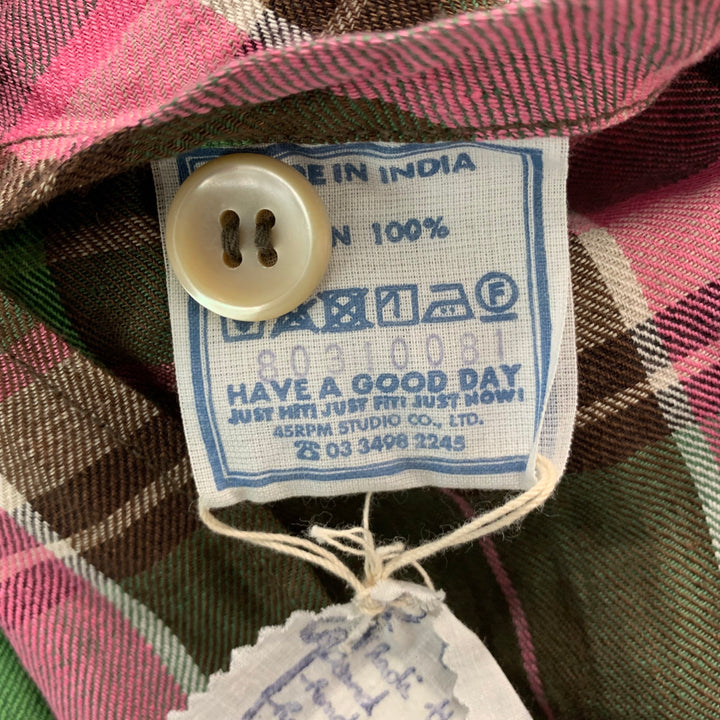 DE IN INDIA
N 100%
F
80310081
HAVE A GOOD DAY
JUST HIT! JUST FIT! JUST NOW!
45RPM STUDIO CO., LTD.
☎ 03 3498 2245